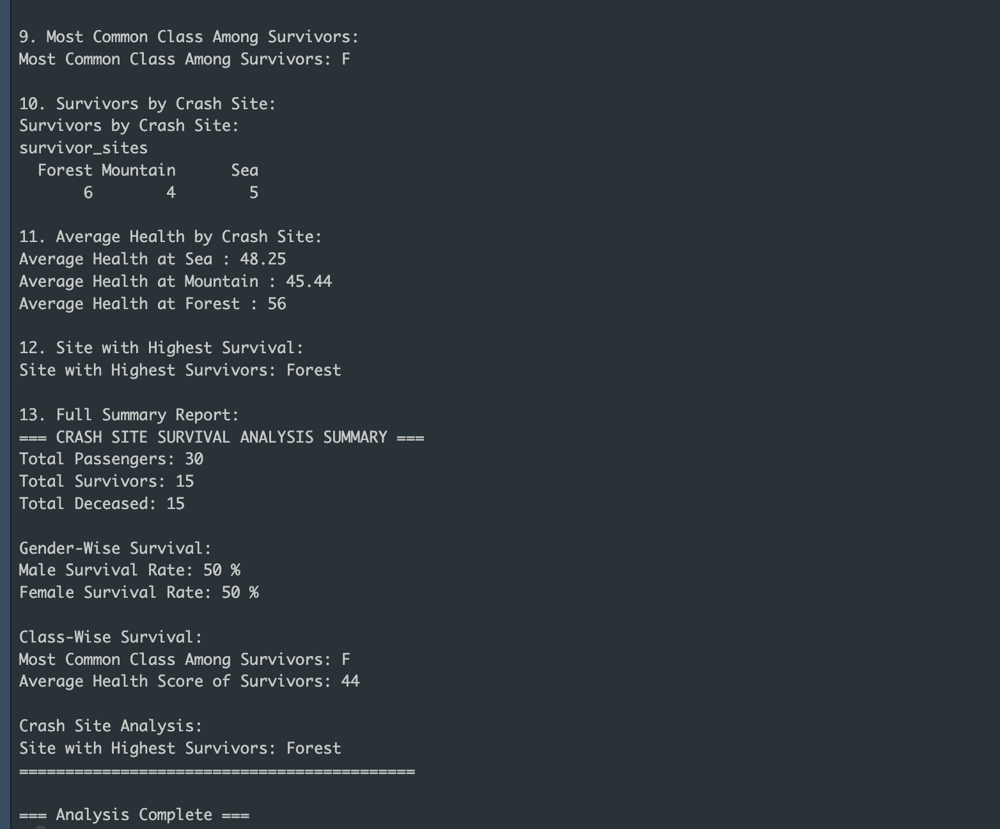 9. Most Common Class Among Survivors:
Most Common Class Among Survivors: F
10. Survivors by Crash Site:
Survivors by Crash Site:
survivor_sites
  Forest Mountain      Sea
       6        4        5
11. Average Health by Crash Site:
Average Health at Sea : 48.25
Average Health at Mountain : 45.44
Average Health at Forest : 56
12. Site with Highest Survival:
Site with Highest Survivors: Forest
13. Full Summary Report:
=== CRASH SITE SURVIVAL ANALYSIS SUMMARY ===
Total Passengers: 30
Total Survivors: 15
Total Deceased: 15
Gender-Wise Survival:
Male Survival Rate: 50 %
Female Survival Rate: 50 %
Class-Wise Survival:
Most Common Class Among Survivors: F
Average Health Score of Survivors: 44
Crash Site Analysis:
Site with Highest Survivors: Forest
===========================================
=== Analysis Complete ===